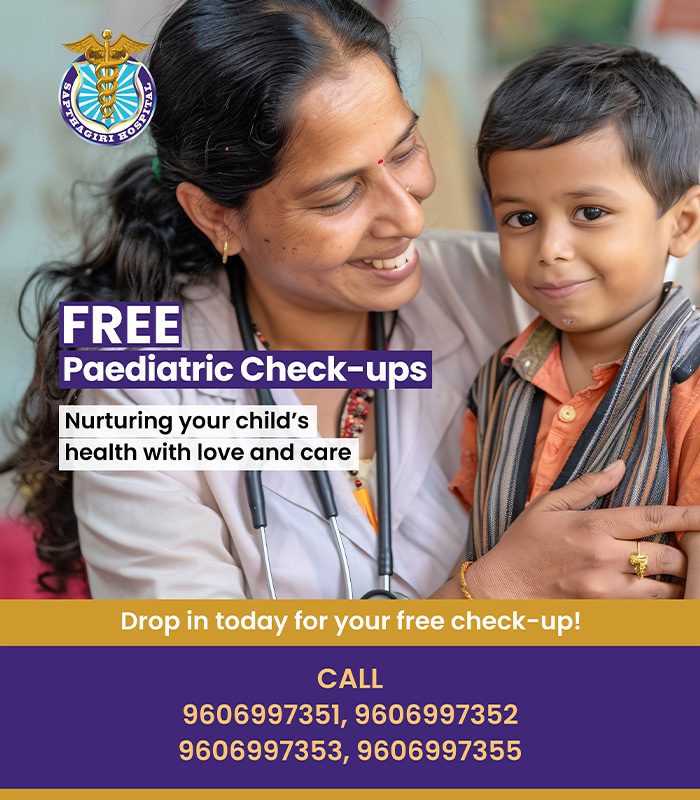 SAPTHAGIRI HOSPITAL
FREE
Paediatric Check-ups
Nurturing your child's
health with love and care
Drop in today for your free check-up!
CALL
9606997351, 9606997352
9606997353, 9606997355